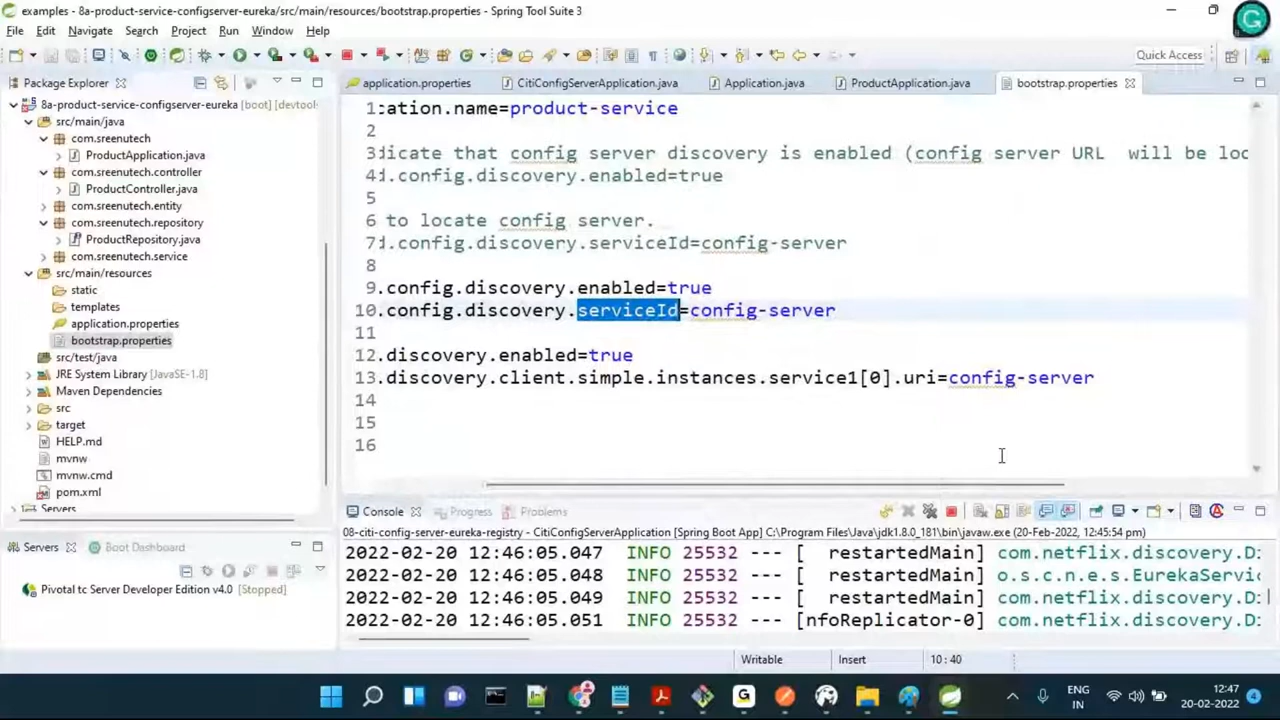 examples - 8a-product-service-configserver-eureka/src/main/resources/bootstrap.properties - Spring Tool Suite 3
File Edit Navigate Search Project Run Window Help
Quick Access
Package Explorer
8a-product-service-configserver-eureka [boot] [devtool
src/main/java
com.sreenutech
ProductApplication.java
com.sreenutech.controller
ProductController.java
com.sreenutech.entity
com.sreenutech.repository
ProductRepository.java
com.sreenutech.service
src/main/resources
static
templates
application.properties
bootstrap.properties
src/test/java
JRE System Library [JavaSE-1.8]
Maven Dependencies
src
target
HELP.md
mvnw
mvnw.cmd
pom.xml
Servers
application.properties CitiConfigServerApplication.java Application.java ProductApplication.java bootstrap.properties
1 ation.name=product-service
2
3 dicate that config server discovery is enabled (config server URL will be loc
4 d.config.discovery.enabled=true
5
6 to locate config server.
7 d.config.discovery.serviceId=config-server
8
9 .config.discovery.enabled=true
10 .config.discovery.serviceId=config-server
11
12 .discovery.enabled=true
13 .discovery.client.simple.instances.service1[0].uri=config-server
14
15
16
Servers Boot Dashboard
Pivotal tc Server Developer Edition v4.0 [Stopped]
Console Progress Problems
08-citi-config-server-eureka-registry - CitiConfigServerApplication [Spring Boot App] C:\Program Files\Java\jdk1.8.0_181\bin\javaw.exe (20-Feb-2022, 12:45:54 pm)
2022-02-20 12:46:05.047 INFO 25532 --- [ restartedMain] com.netflix.discovery.D
2022-02-20 12:46:05.048 INFO 25532 --- [ restartedMain] o.s.c.n.e.s.EurekaServi
2022-02-20 12:46:05.049 INFO 25532 --- [ restartedMain] com.netflix.discovery.D
2022-02-20 12:46:05.051 INFO 25532 --- [nfoReplicator-0] com.netflix.discovery.D
Writable Insert 10:40
ENG
IN
12:47
20-02-2022